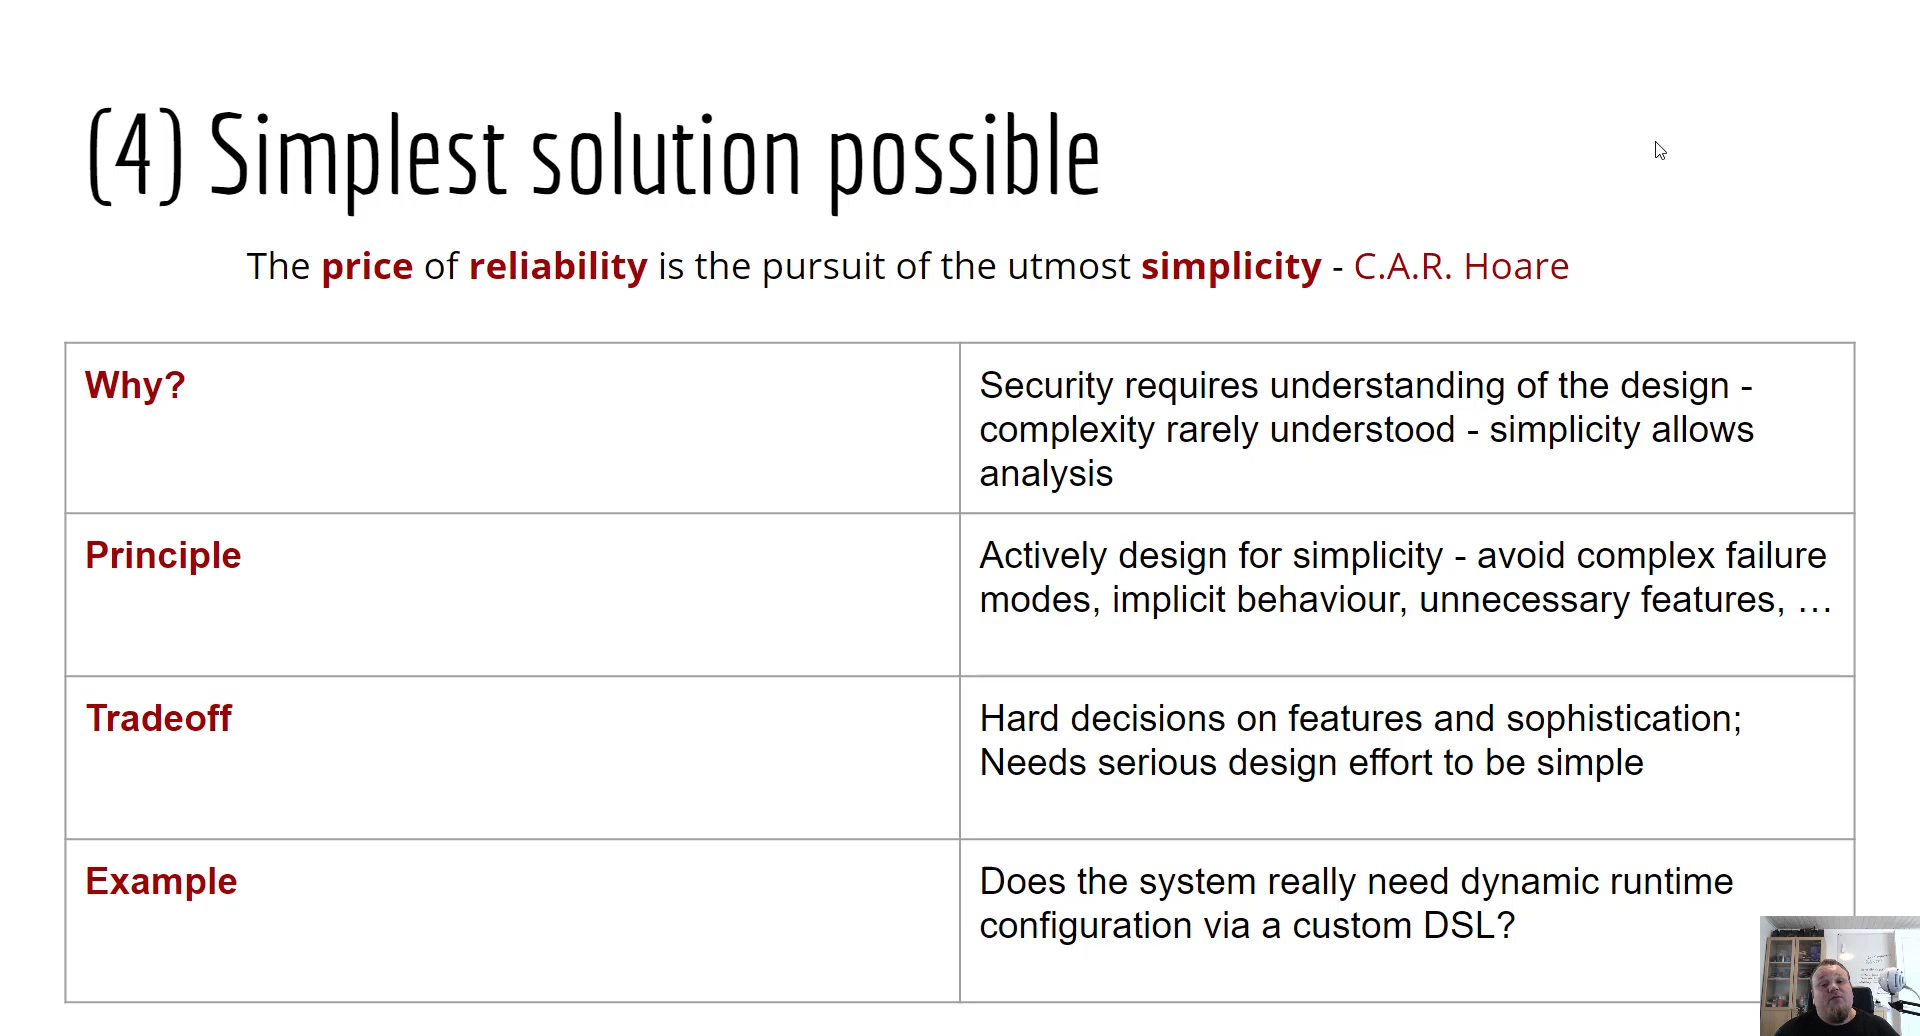 (4) Simplest solution possible
The price of reliability is the pursuit of the utmost simplicity - C.A.R. Hoare
Why?
Security requires understanding of the design -
complexity rarely understood - simplicity allows
analysis
Principle
Actively design for simplicity - avoid complex failure
modes, implicit behaviour, unnecessary features, …
Tradeoff
Hard decisions on features and sophistication;
Needs serious design effort to be simple
Example
Does the system really need dynamic runtime
configuration via a custom DSL?